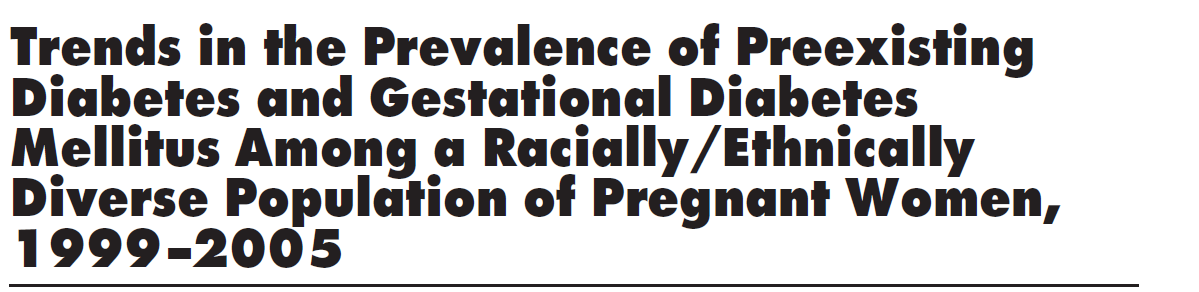 Trends in the Prevalence of Preexisting
Diabetes and Gestational Diabetes
Mellitus Among a Racially/Ethnically
Diverse Population of Pregnant Women,
1999–2005